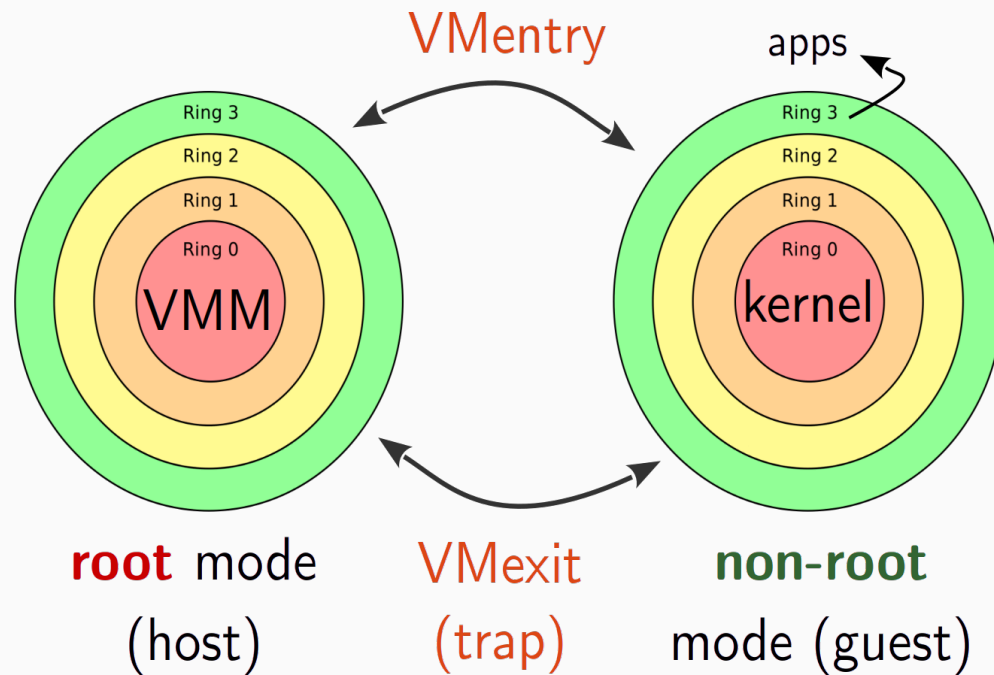 VMentry
apps
Ring 3
Ring 2
Ring 1
Ring 0
VMM
Ring 3
Ring 2
Ring 1
Ring 0
kernel
root mode
(host)
VMexit
(trap)
non-root
mode (guest)